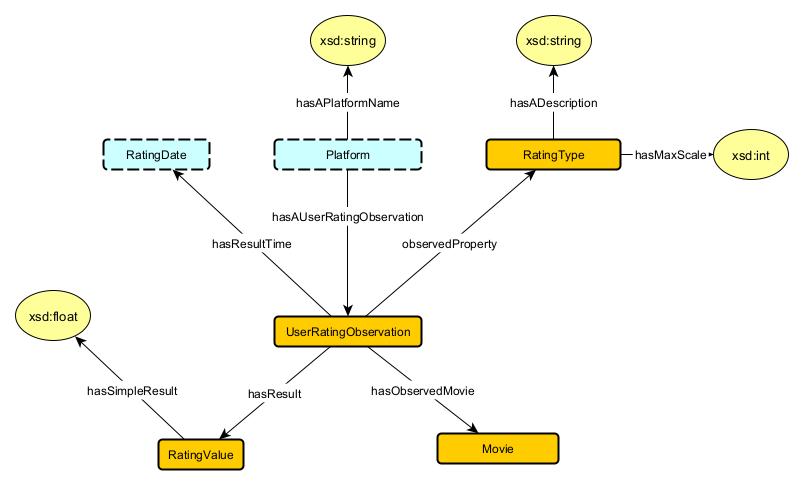 xsd:string
xsd:string
hasAPlatformName
hasADescription
RatingDate
Platform
RatingType
hasMaxScale
xsd:int
hasAUserRatingObservation
hasResultTime
observedProperty
xsd:float
UserRatingObservation
hasSimpleResult
hasResult
hasObservedMovie
RatingValue
Movie